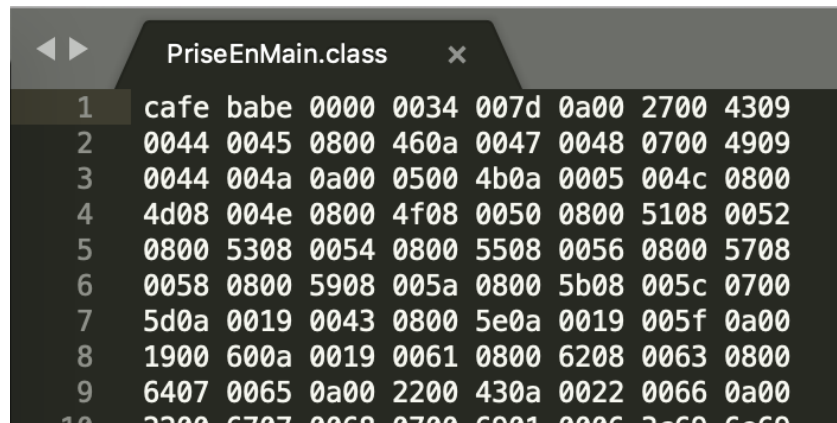 PriseEnMain.class ×
1 cafe babe 0000 0034 007d 0a00 2700 4309
2 0044 0045 0800 460a 0047 0048 0700 4909
3 0044 004a 0a00 0500 4b0a 0005 004c 0800
4 4d08 004e 0800 4f08 0050 0800 5108 0052
5 0800 5308 0054 0800 5508 0056 0800 5708
6 0058 0800 5908 005a 0800 5b08 005c 0700
7 5d0a 0019 0043 0800 5e0a 0019 005f 0a00
8 1900 600a 0019 0061 0800 6208 0063 0800
9 6407 0065 0a00 2200 430a 0022 0066 0a00